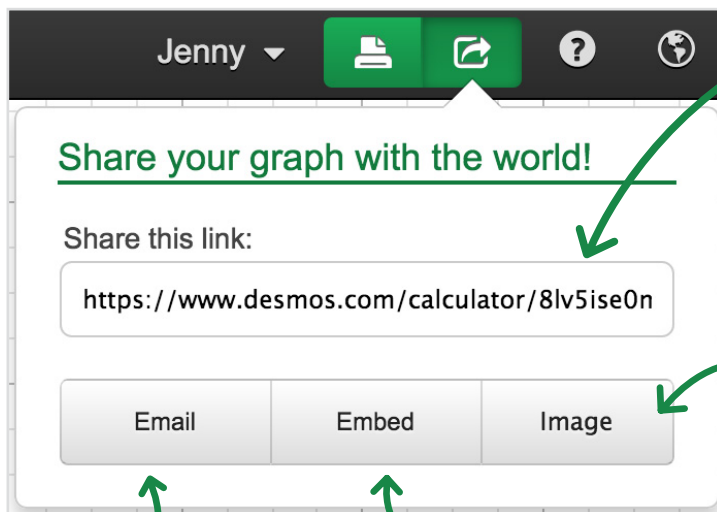 Jenny
Share your graph with the world!
Share this link:
https://www.desmos.com/calculator/8lv5ise0n
Email Embed Image